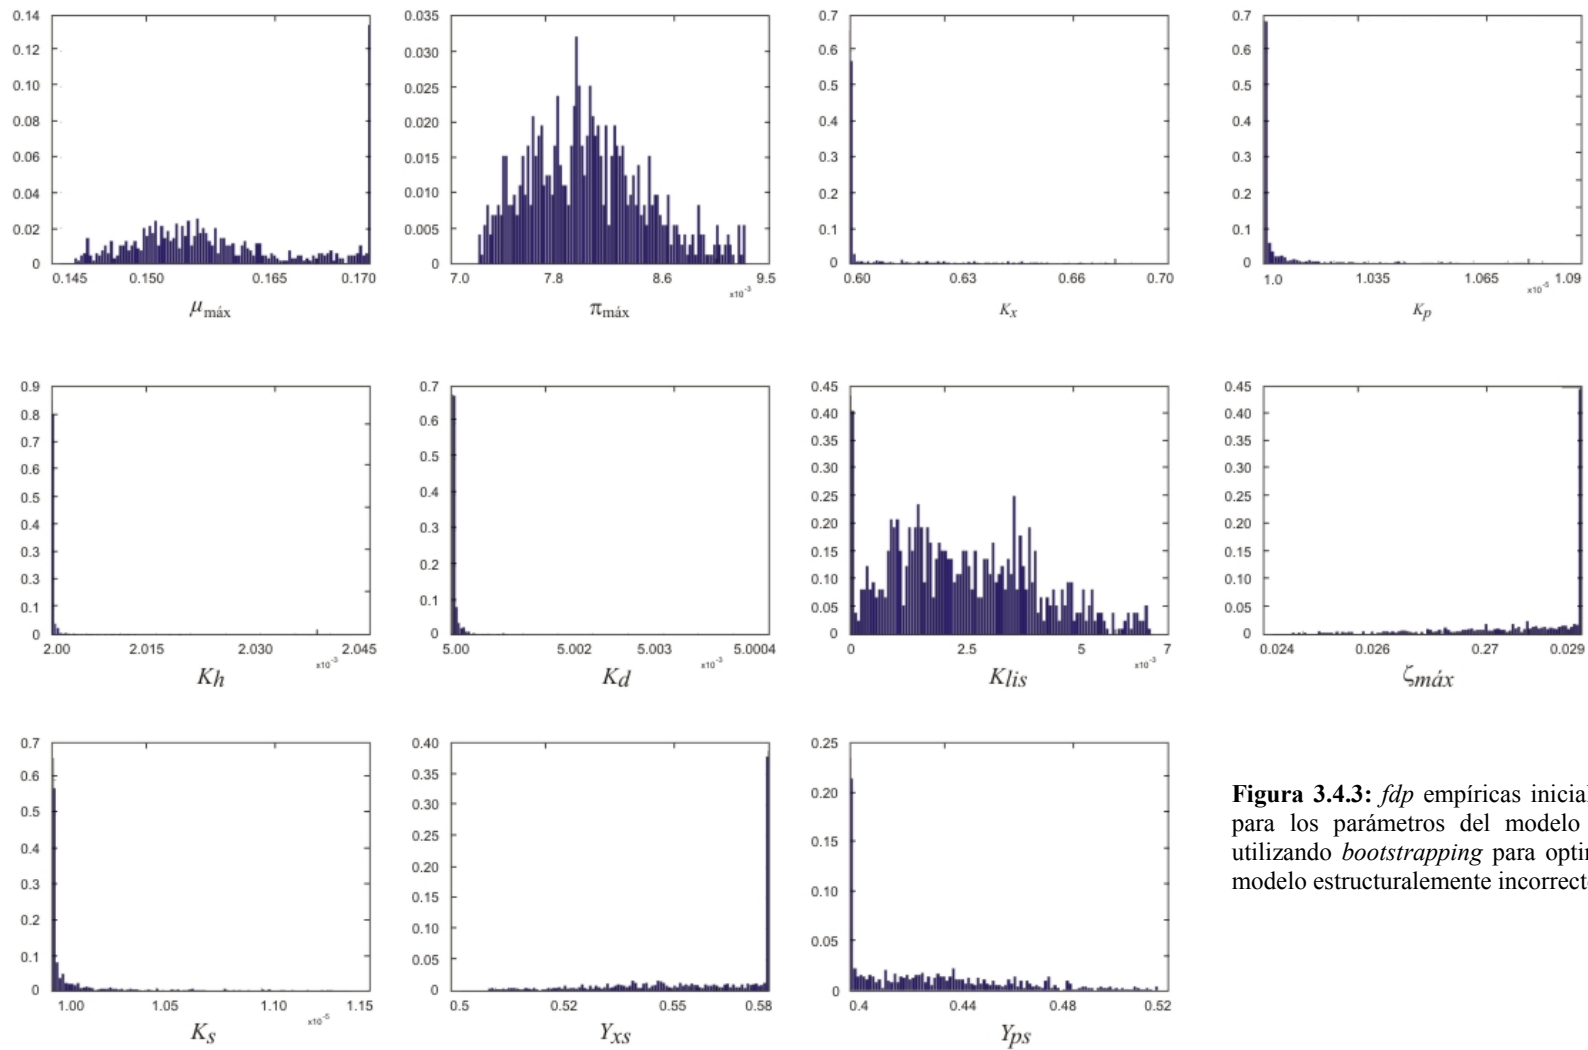 0.14
0.12
0.10
0.08
0.06
0.04
0.02
0
0.145 0.150 0.165 0.170
μmáx
0.035
0.030
0.025
0.020
0.015
0.010
0.005
0
7.0 7.8 8.6 9.5
x10⁻³
πmáx
0.7
0.6
0.5
0.4
0.3
0.2
0.1
0
0.60 0.63 0.66 0.70
Kx
0.7
0.6
0.5
0.4
0.3
0.2
0.1
0
1.0 1.035 1.065 1.09
x10⁻⁵
Kp
0.9
0.8
0.7
0.6
0.5
0.4
0.3
0.3
0.1
0
2.00 2.015 2.030 2.045
x10⁻³
Kh
0.7
0.6
0.5
0.4
0.3
0.2
0.1
0
5.00 5.002 5.003 5.0004
x10⁻³
Kd
0.45
0.40
0.35
0.30
0.25
0.20
0.15
0.10
0.05
0
0 2.5 5 7
x10⁻³
Klis
0.45
0.40
0.35
0.30
0.25
0.20
0.15
0.10
0.05
0
0.024 0.026 0.27 0.029
ζmáx
0.7
0.6
0.5
0.4
0.3
0.2
0.1
0
1.00 1.05 1.10 1.15
x10⁻⁵
Ks
0.40
0.35
0.30
0.25
0.20
0.15
0.10
0.05
0
0.5 0.52 0.55 0.58
Yxs
0.25
0.20
0.15
0.10
0.05
0
0.4 0.44 0.48 0.52
Yps
Figura 3.4.3: fdp empíricas inicial
para los parámetros del modelo
utilizando bootstrapping para optim
modelo estructuralemente incorrect